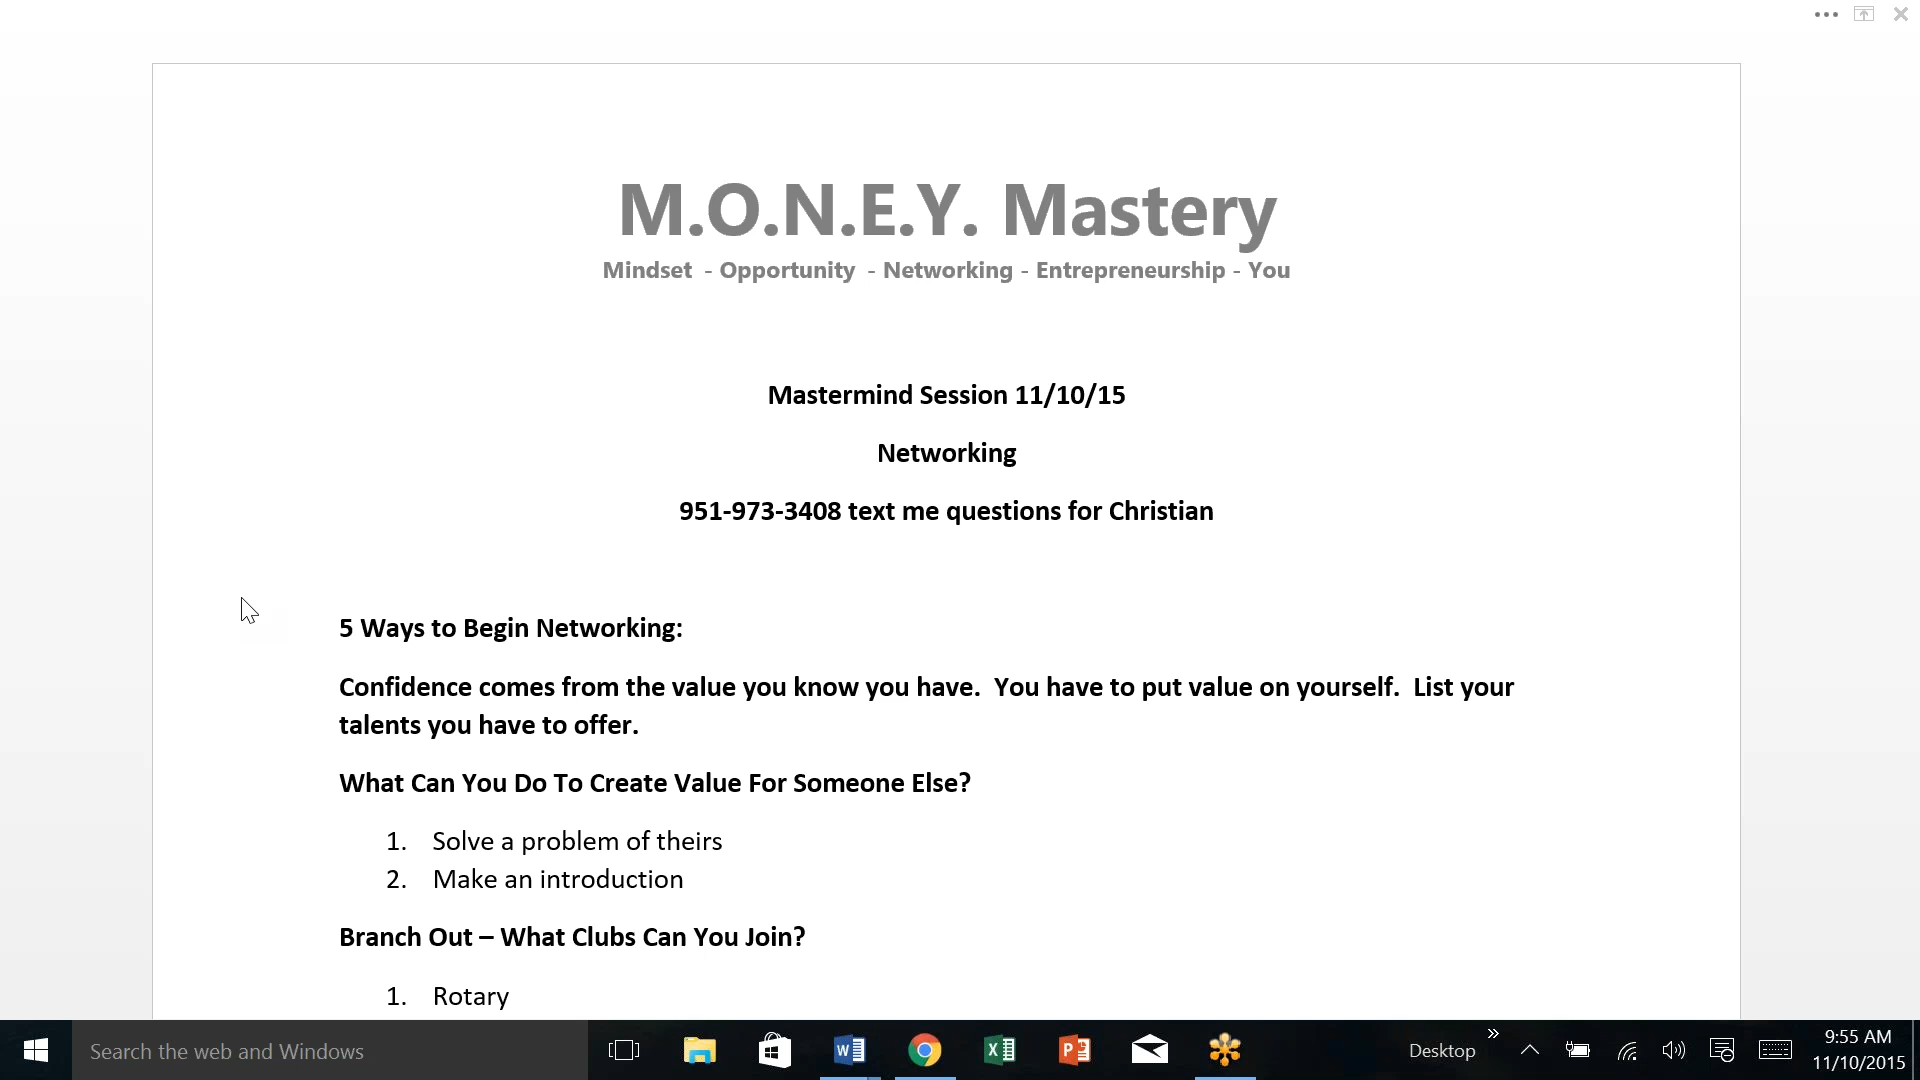 M.O.N.E.Y. Mastery
Mindset - Opportunity - Networking - Entrepreneurship - You
Mastermind Session 11/10/15
Networking
951-973-3408 text me questions for Christian
5 Ways to Begin Networking:
Confidence comes from the value you know you have. You have to put value on yourself. List your
talents you have to offer.
What Can You Do To Create Value For Someone Else?
1. Solve a problem of theirs
2. Make an introduction
Branch Out – What Clubs Can You Join?
1. Rotary
Search the web and Windows
Desktop
9:55 AM
11/10/2015